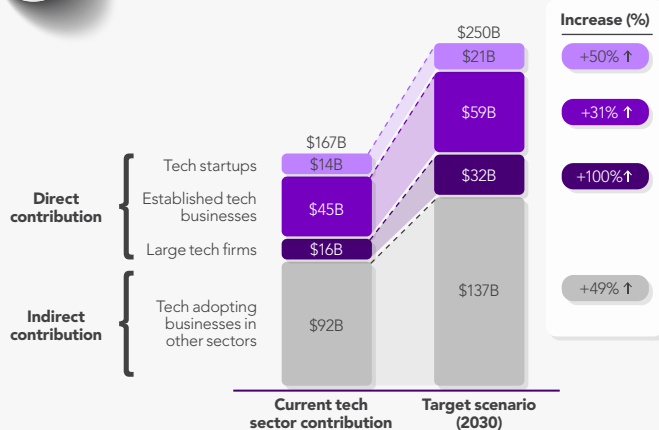 Increase (%)
$250B
$21B
+50% ↑
$59B
+31% ↑
$167B
Tech startups
$14B
$32B
+100%↑
Direct
contribution
Established tech
businesses
$45B
Large tech firms
$16B
$137B
+49% ↑
Indirect
contribution
Tech adopting
businesses in
other sectors
$92B
Current tech
sector contribution
Target scenario
(2030)